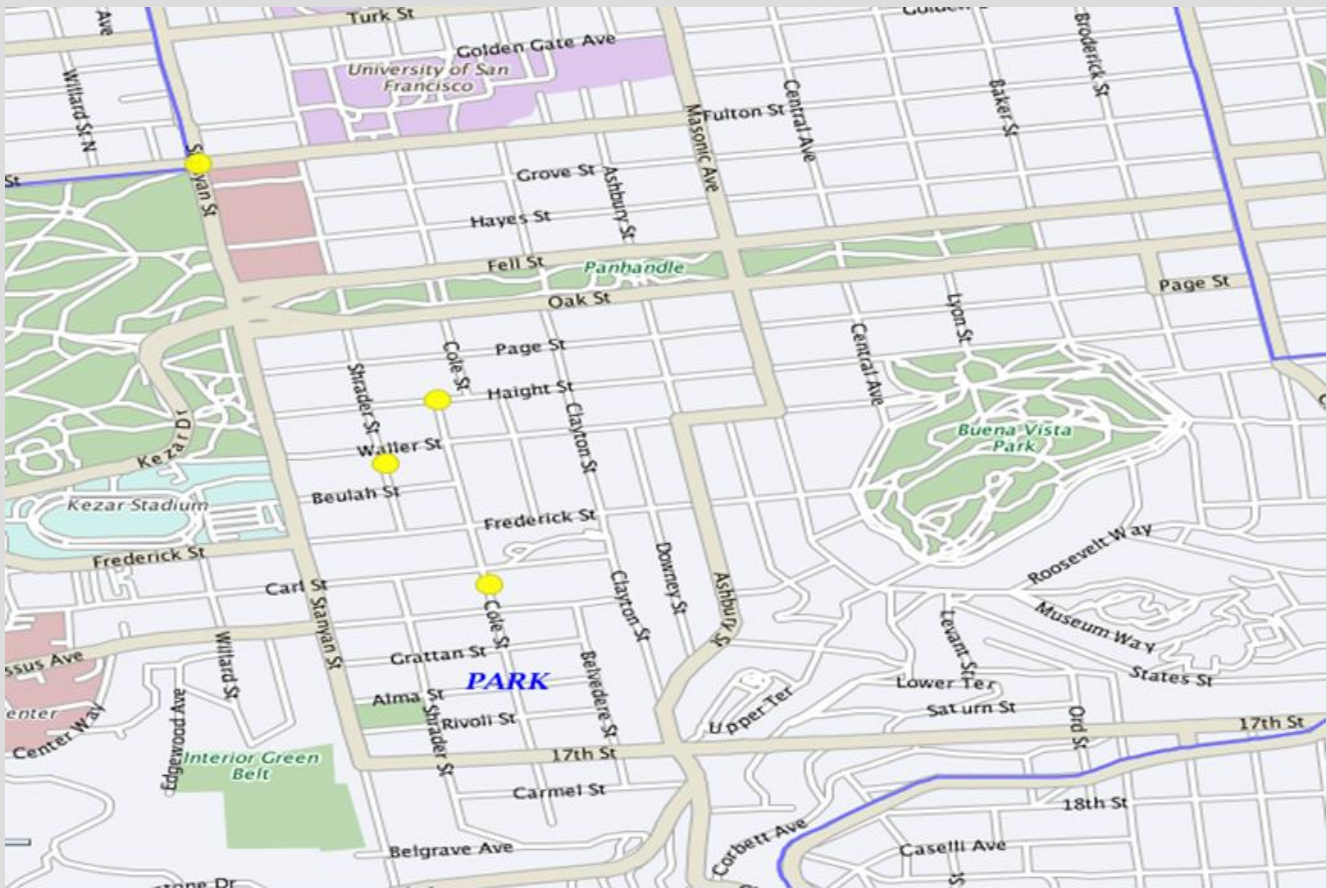 Ave
Turk St
Golden Gate Ave
University of San
Francisco
Broderick St
Willard St N
Masonic Ave
Fulton St
Central Ave
Baker St
St
Grove St
Ashbury St
Hayes St
Fell St
Panhandle
Oak St
Page St
Page St
Lyon St
Cole St
Shrader St
Central Ave
Haight St
Clayton St
Kezar Dr
Waller St
Buena Vista
Park
Beulah St
Kezar Stadium
Frederick St
Frederick St
Downey St
Roosevelt Way
Carl St
Stanyan St
Clayton St
Ashbury St
Cole St
Museum Way
Levant St
Willard St
Grattan St
Belvedere St
States St
PARK
Lower Ter
Alma St
Shrader St
Upper Ter
Saturn St
Ord St
Rivoli St
17th St
Center Way
Edgewood Ave
Interior Green
Belt
17th St
Carmel St
18th St
Corbett Ave
Belgrave Ave
Caselli Ave